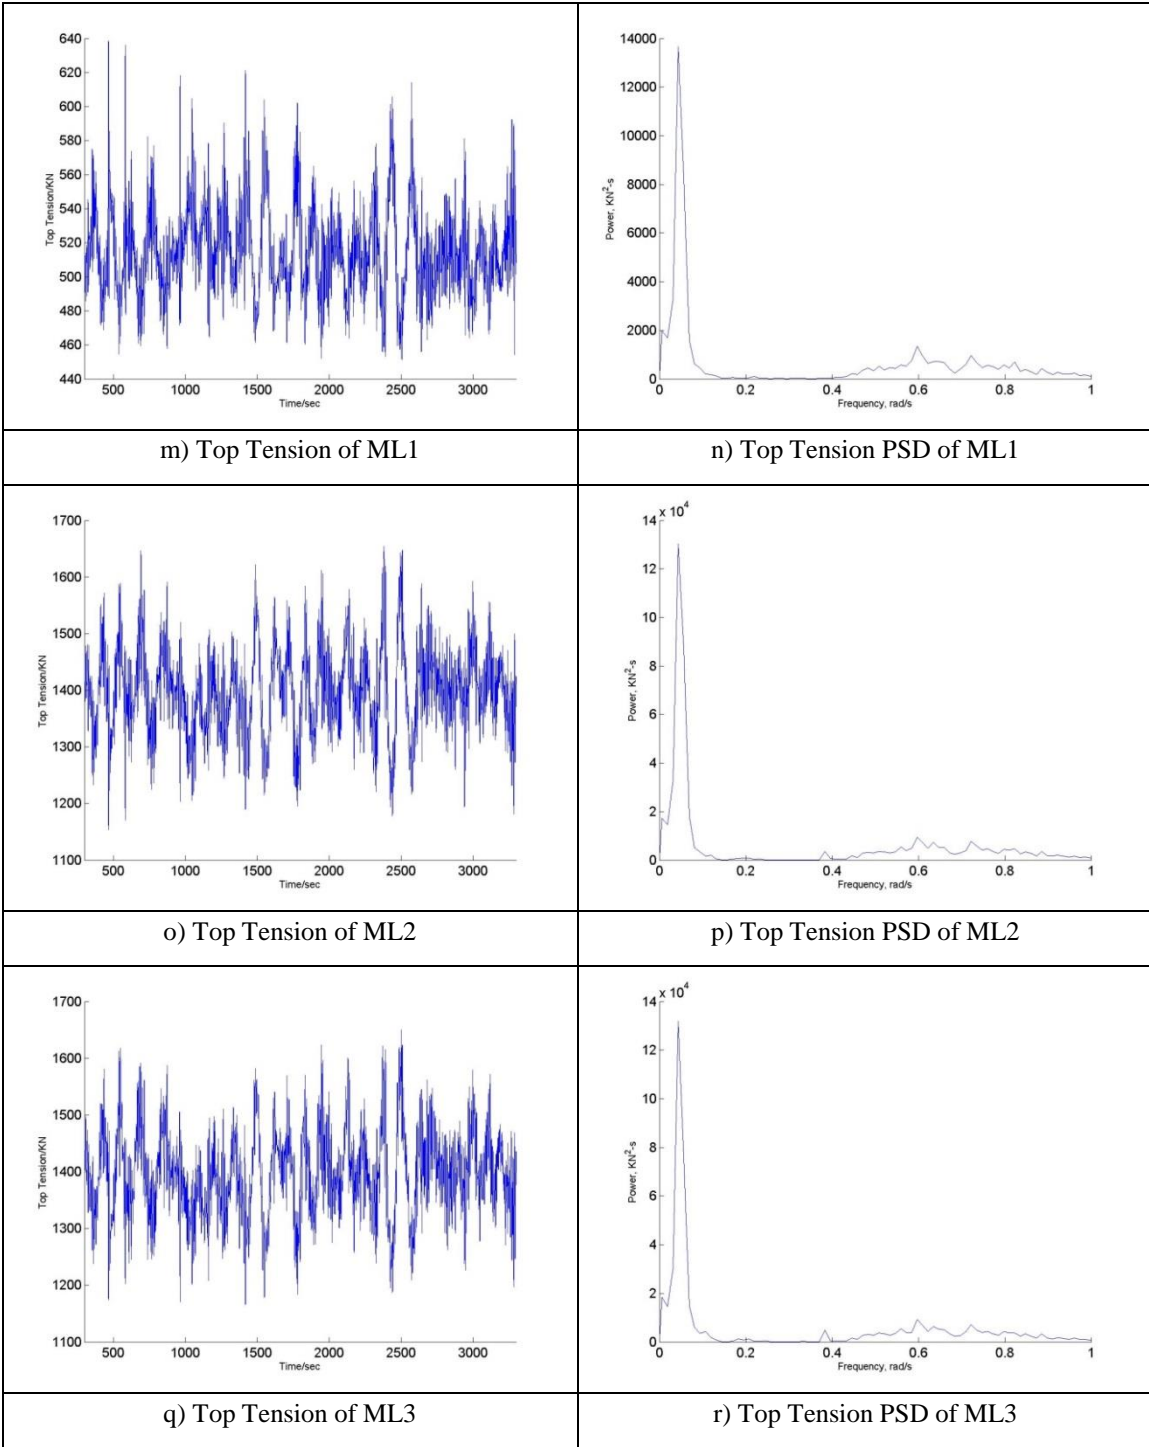 640
620
600
580
560
540
520
500
480
460
440
Top Tension/KN
500 1000 1500 2000 2500 3000
Time/sec
14000
12000
10000
8000
6000
4000
2000
0
Power, KN²-s
0 0.2 0.4 0.6 0.8 1
Frequency, rad/s
m) Top Tension of ML1
n) Top Tension PSD of ML1
1700
1600
1500
1400
1300
1200
1100
Top Tension/KN
500 1000 1500 2000 2500 3000
Time/sec
14 x 10⁴
12
10
8
6
4
2
0
Power, KN²-s
0 0.2 0.4 0.6 0.8 1
Frequency, rad/s
o) Top Tension of ML2
p) Top Tension PSD of ML2
1700
1600
1500
1400
1300
1200
1100
Top Tension/KN
500 1000 1500 2000 2500 3000
Time/sec
14 x 10⁴
12
10
8
6
4
2
0
Power, KN²-s
0 0.2 0.4 0.6 0.8 1
Frequency, rad/s
q) Top Tension of ML3
r) Top Tension PSD of ML3